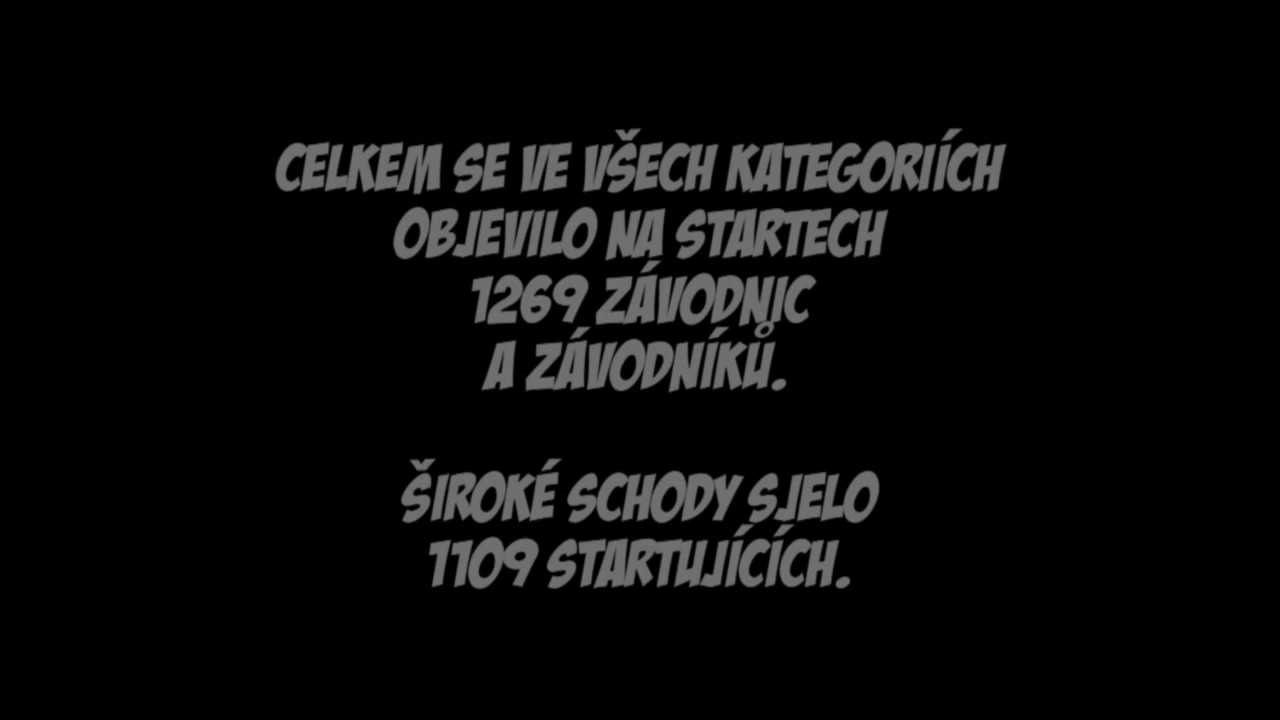 CELKEM SE VE VŠECH KATEGORIÍCH
OBJEVILO NA STARTECH
1269 ZÁVODNIC
A ZÁVODNÍKŮ.
ŠIROKÉ SCHODY SJELO
1109 STARTUJÍCÍCH.